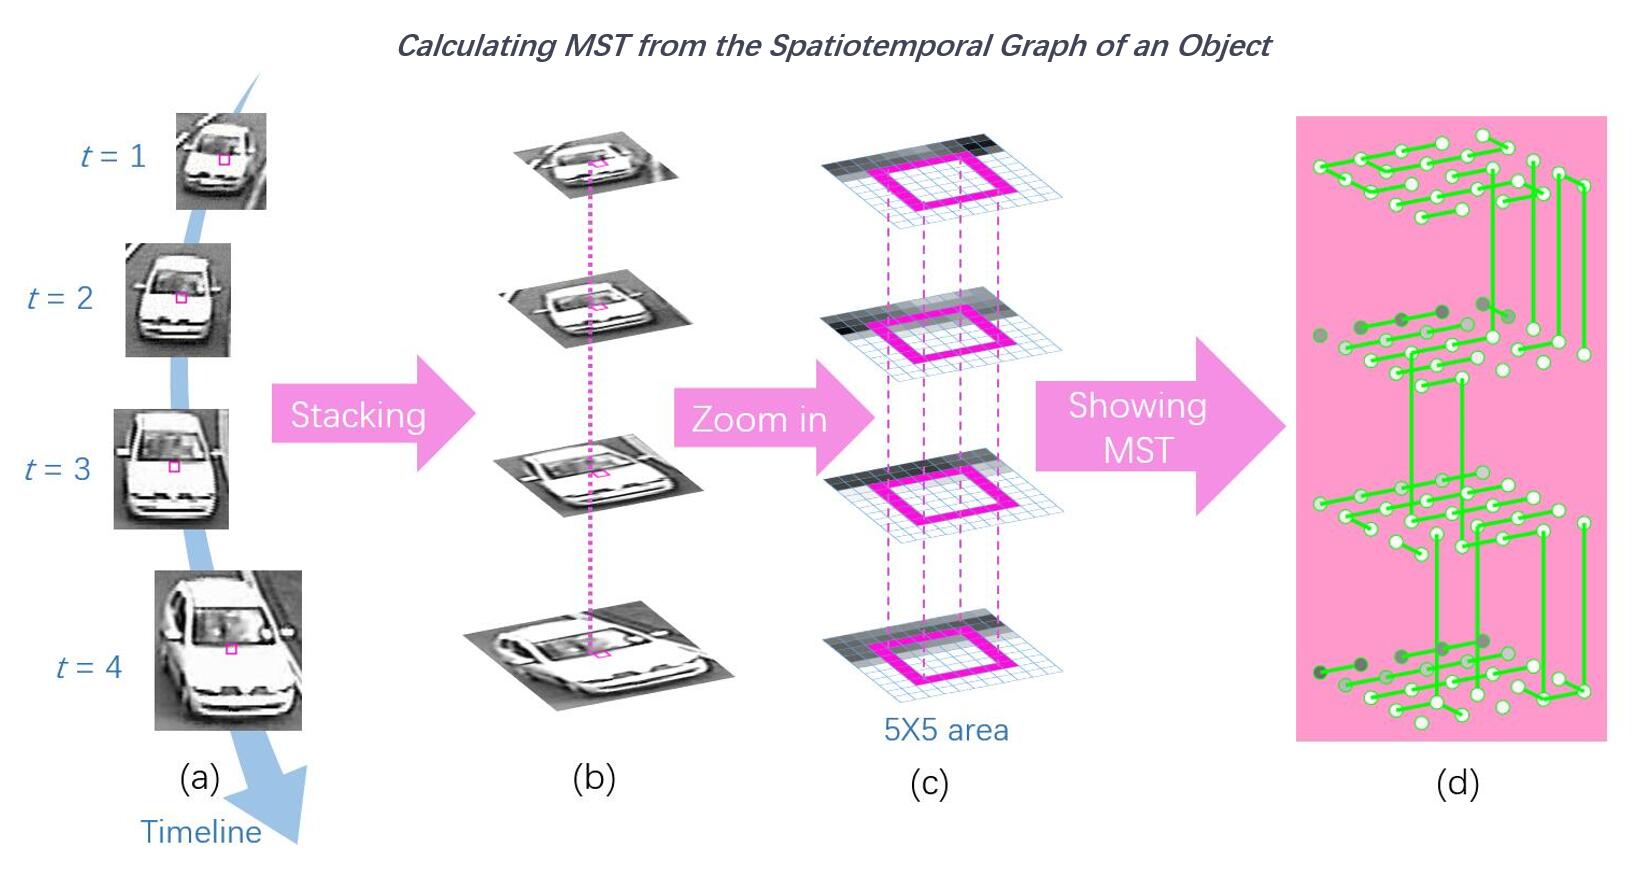 Calculating MST from the Spatiotemporal Graph of an Object
t = 1
t = 2
t = 3
t = 4
Stacking
Zoom in
Showing
MST
5X5 area
(a)
(b)
(c)
(d)
Timeline